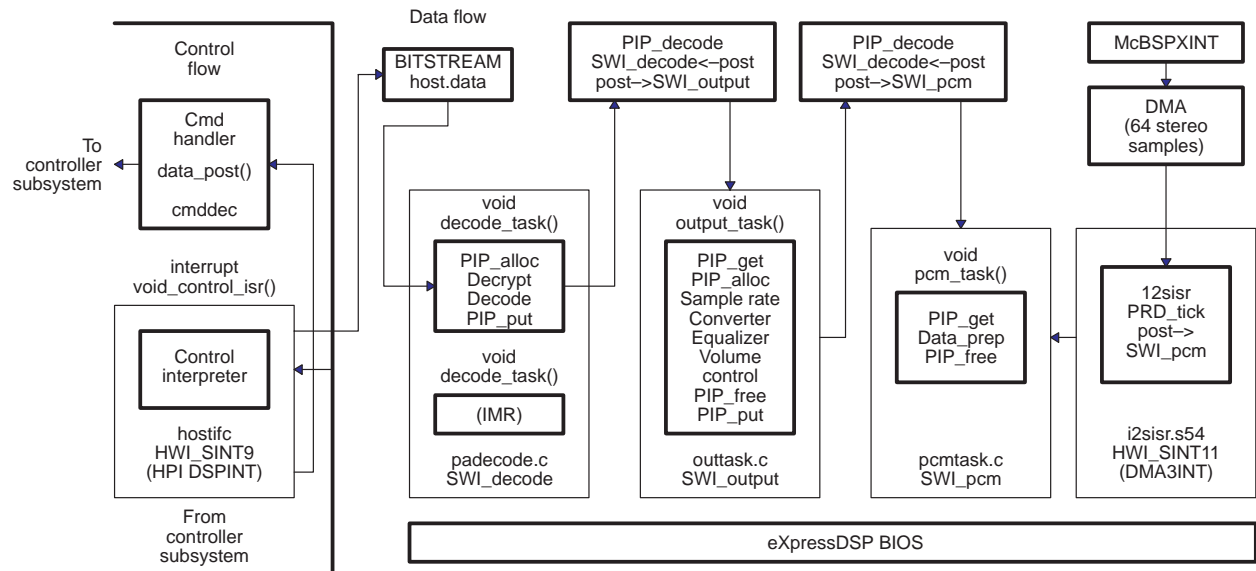 Control
flow
Cmd
handler
data_post()
cmddec
To
controller
subsystem
interrupt
void_control_isr()
Control
interpreter
hostifc
HWI_SINT9
(HPI DSPINT)
From
controller
subsystem
Data flow
BITSTREAM
host.data
PIP_decode
SWI_decode<–post
post–>SWI_output
PIP_decode
SWI_decode<–post
post–>SWI_pcm
McBSPXINT
DMA
(64 stereo
samples)
void
decode_task()
PIP_alloc
Decrypt
Decode
PIP_put
void
decode_task()
(IMR)
padecode.c
SWI_decode
void
output_task()
PIP_get
PIP_alloc
Sample rate
Converter
Equalizer
Volume
control
PIP_free
PIP_put
outtask.c
SWI_output
void
pcm_task()
PIP_get
Data_prep
PIP_free
pcmtask.c
SWI_pcm
12sisr
PRD_tick
post–>
SWI_pcm
i2sisr.s54
HWI_SINT11
(DMA3INT)
eXpressDSP BIOS